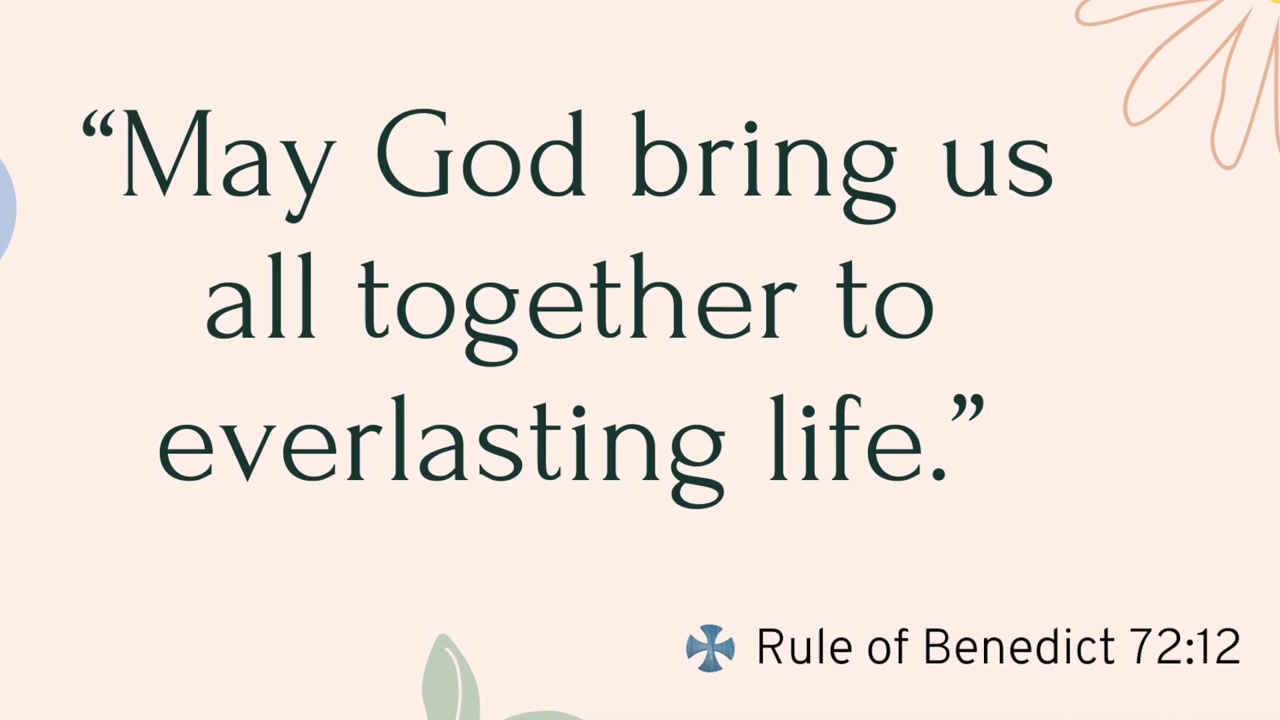 “May God bring us
all together to
everlasting life.”
Rule of Benedict 72:12